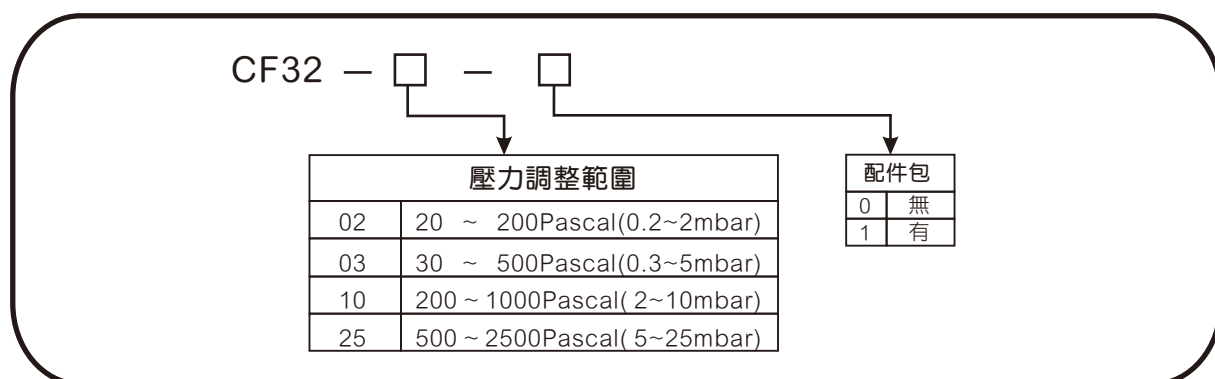 CF32 － □ － □
壓力調整範圍
02 20 ~ 200Pascal(0.2~2mbar)
03 30 ~ 500Pascal(0.3~5mbar)
10 200 ~ 1000Pascal( 2~10mbar)
25 500 ~ 2500Pascal( 5~25mbar)
配件包
0 無
1 有